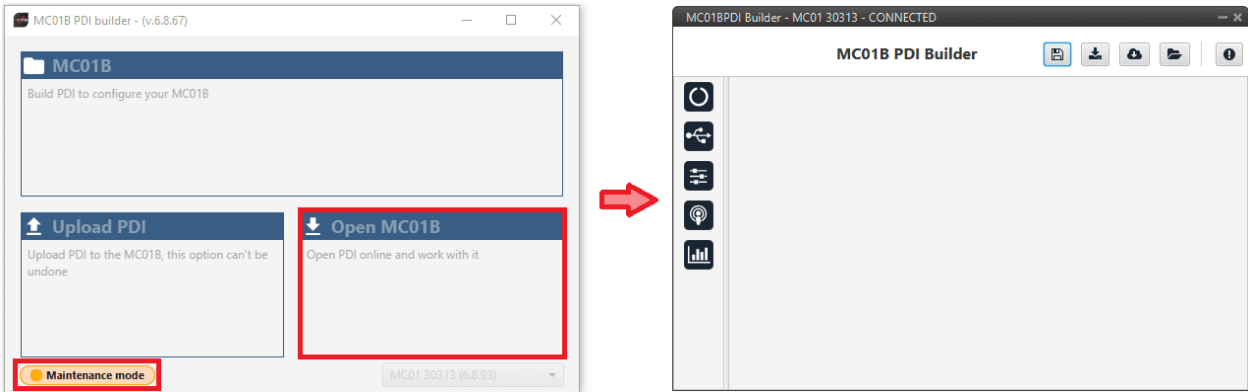 MC01B PDI builder - (v.6.8.67)
MC01B
Build PDI to configure your MC01B
Upload PDI
Upload PDI to the MC01B, this option can't be
undone
Open MC01B
Open PDI online and work with it
Maintenance mode
MC01 30313 (6.8.93)
MC01BPDI Builder - MC01 30313 - CONNECTED
MC01B PDI Builder